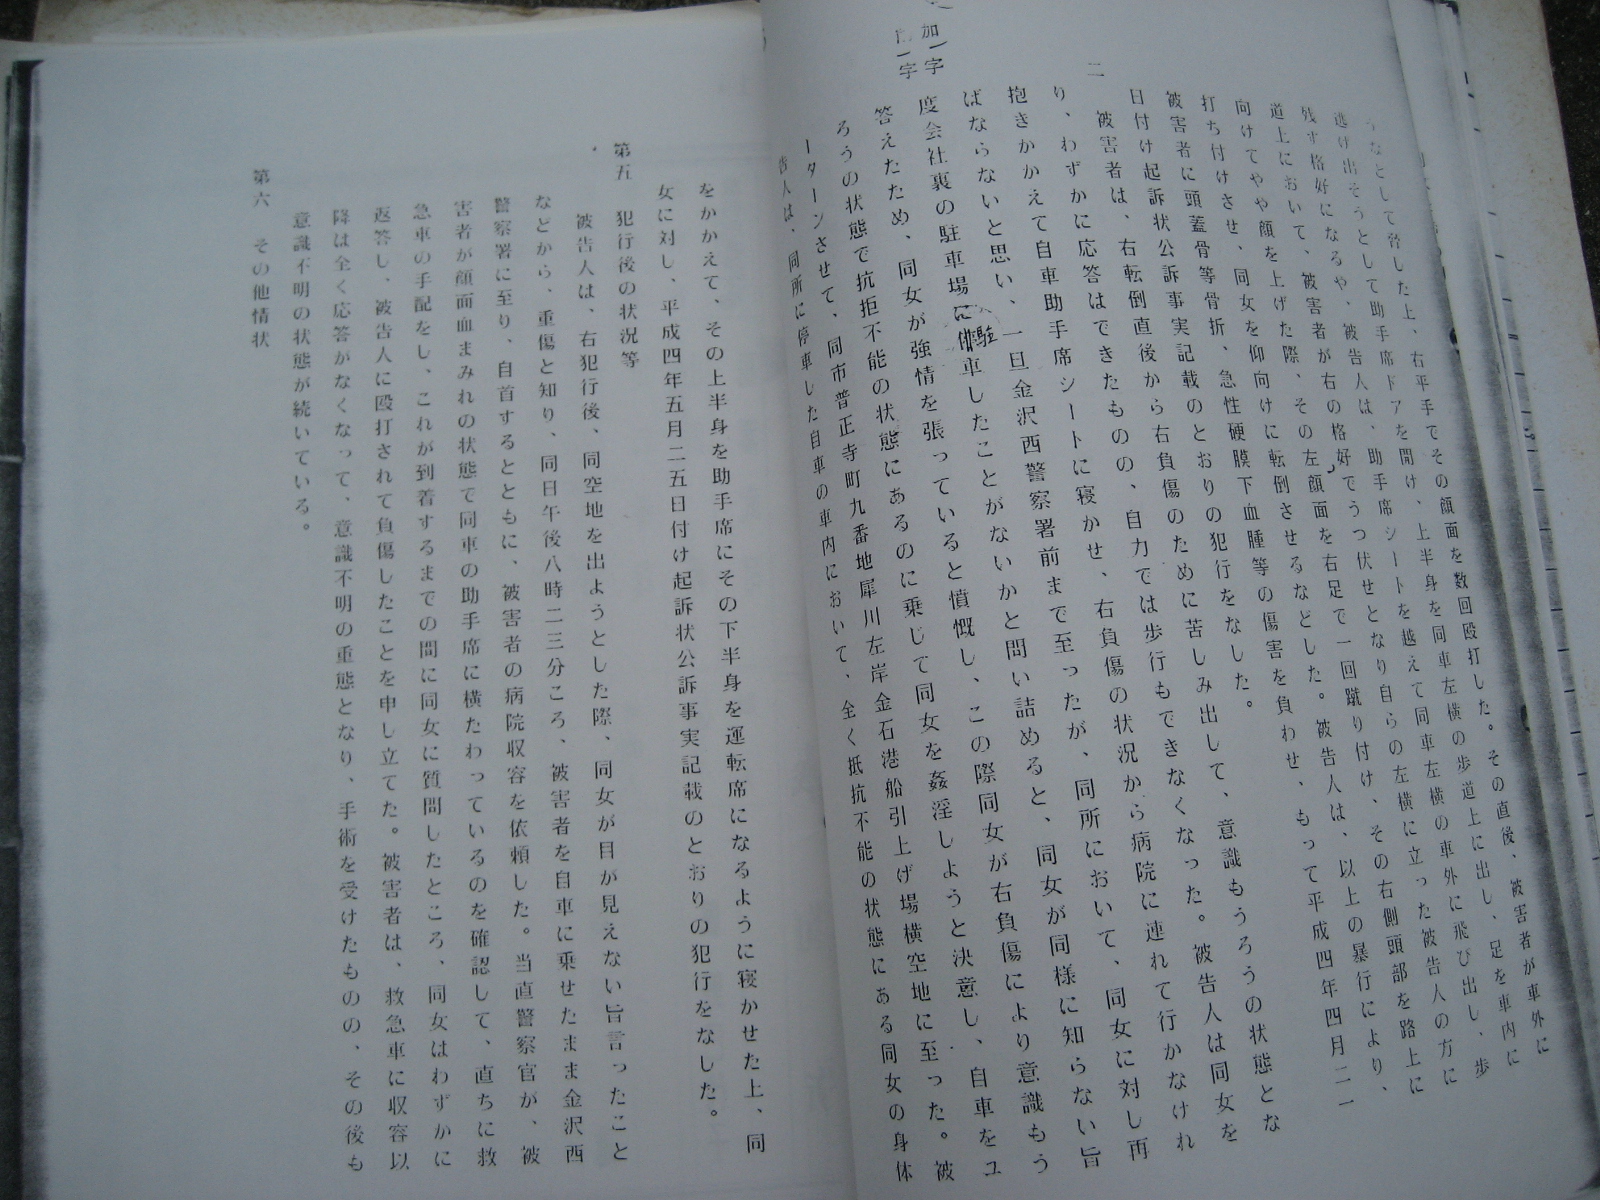 うなどして脅した上、右平手でその顔面を数回殴打した。その直後、被害者が車外に
逃げ出そうとして助手席ドアを開け、上半身を同車左横の歩道上に出し、足を車内に
残す格好になるや、被告人は、助手席シートを越えて同車左横の車外に飛び出し、歩
道上において、被害者が右の格好でうつ伏せとなり自らの左横に立った被告人の方に
向けてやや顔を上げた際、その左顔面を右足で一回蹴り付け、その右側頭部を路上に
打ち付けさせ、同女を仰向けに転倒させるなどした。被告人は、以上の暴行により、
被害者に頭蓋骨等骨折、急性硬膜下血腫等の傷害を負わせ、もって平成四年四月二一
日付け起訴状公訴事実記載のとおりの犯行をなした。
二
被害者は、右転倒直後から右負傷のために苦しみ出して、意識もうろうの状態とな
り、わずかに応答はできたものの、自力では歩行もできなくなった。被告人は同女を
抱きかかえて自車助手席シートに寝かせ、右負傷の状況から病院に連れて行かなけれ
ばならないと思い、一旦金沢西警察署前まで至ったが、同所において、同女に対し再
度会社裏の駐車場に駐車したことがないかと問い詰めると、同女が同様に知らない旨
答えたため、同女が強情を張っていると憤慨し、この際同女が右負傷により意識もう
ろうの状態で抗拒不能の状態にあるのに乗じて同女を姦淫しようと決意し、自車をユ
ーターンさせて、同市普正寺町九番地犀川左岸金石港船引上げ場横空地に至った。被
告人は、同所に停車した自車の車内において、全く抵抗不能の状態にある同女の身体
加一字
一字
をかかえて、その上半身を助手席にその下半身を運転席になるように寝かせた上、同
女に対し、平成四年五月二五日付け起訴状公訴事実記載のとおりの犯行をなした。
第五 犯行後の状況等
被告人は、右犯行後、同空地を出ようとした際、同女が目が見えない旨言ったこと
などから、重傷と知り、同日午後八時二三分ころ、被害者を自車に乗せたまま金沢西
警察署に至り、自首するとともに、被害者の病院収容を依頼した。当直警察官が、被
害者が顔面血まみれの状態で同車の助手席に横たわっているのを確認して、直ちに救
急車の手配をし、これが到着するまでの間に同女に質問したところ、同女はわずかに
返答し、被告人に殴打されて負傷したことを申し立てた。被害者は、救急車に収容以
降は全く応答がなくなって、意識不明の重態となり、手術を受けたものの、その後も
意識不明の状態が続いている。
第六 その他情状